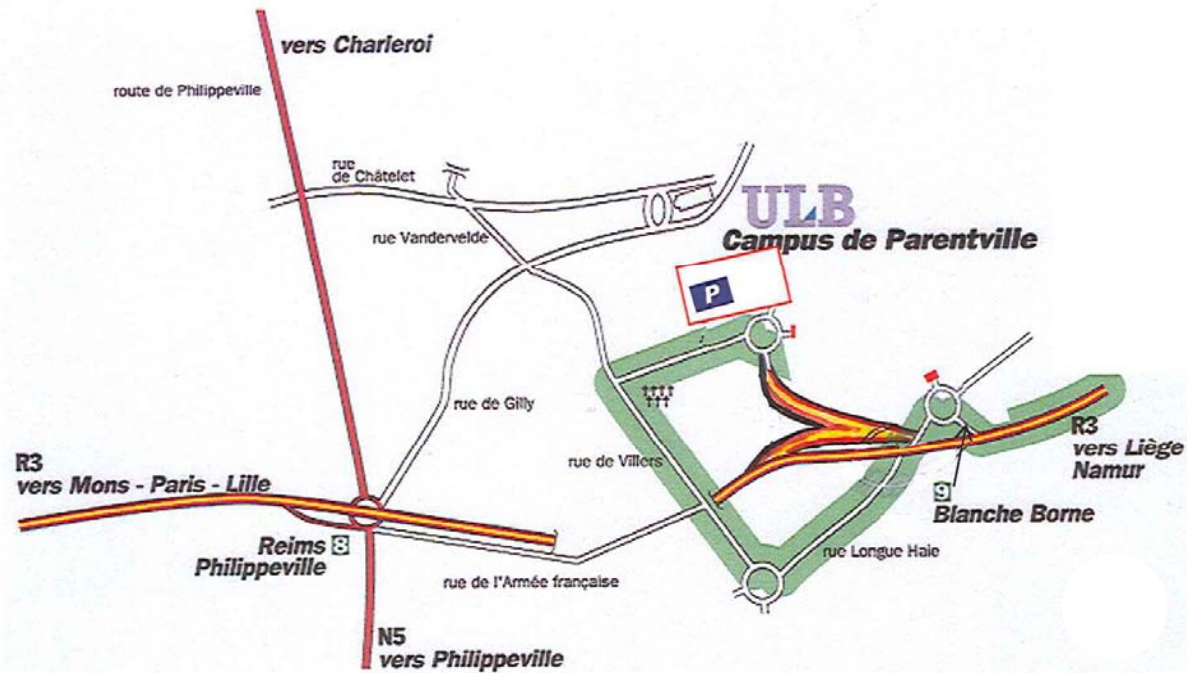 vers Charleroi
route de Philippeville
rue
de Châtelet
rue Vandervelde
ULB
Campus de Parentville
P
rue de Gilly
R3
vers Mons - Paris - Lille
rue de Villers
R3
vers Liège
Namur
9
Blanche Borne
Reims 8
Philippeville
rue Longue Haie
rue de l'Armée française
N5
vers Philippeville